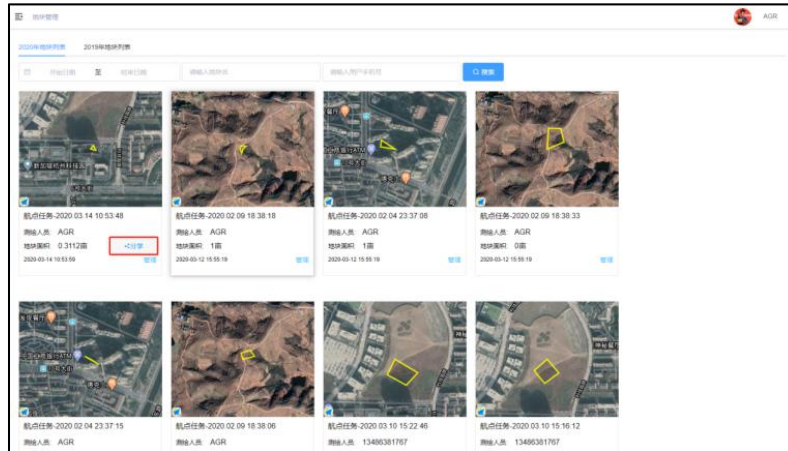 地块管理
AGR
2020年地块列表 2019年地块列表
开始日期 至 结束日期 请输入地块名 请输入用户手机号 搜索
航点任务-2020 03 14 10:53:48
测绘人员: AGR
地块面积: 0.3112亩
分享
2020-03-14 10:53:59 管理
航点任务-2020 02 09 18:38:18
测绘人员: AGR
地块面积: 1亩
2020-03-12 15:55:19 管理
航点任务-2020 02 04 23:37:08
测绘人员: AGR
地块面积: 1亩
2020-03-12 15:55:19 管理
航点任务-2020 02 09 18:38:33
测绘人员: AGR
地块面积: 0亩
2020-03-12 15:55:19 管理
航点任务-2020 02 04 23:37:15
测绘人员: AGR
航点任务-2020 02 09 18:38:06
测绘人员: AGR
航点任务-2020 03 10 15:22:46
测绘人员: 13486381767
航点任务-2020 03 10 15:16:12
测绘人员: 13486381767